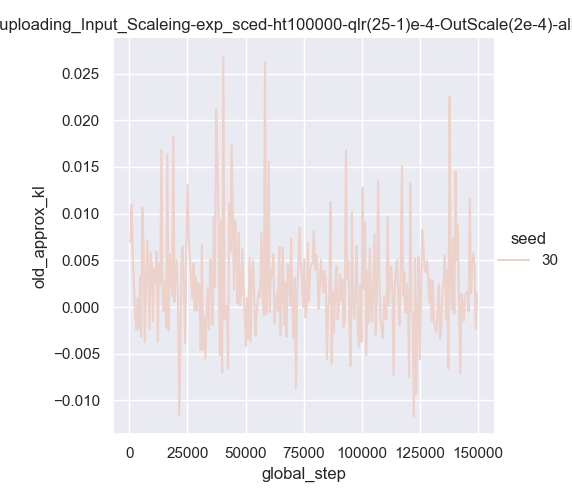 uploading_Input_Scaleing-exp_sced-ht100000-qlr(25-1)e-4-OutScale(2e-4)-all
0.025
0.020
0.015
0.010
0.005
0.000
−0.005
−0.010
old_approx_kl
0 25000 50000 75000 100000 125000 150000
global_step
seed
30